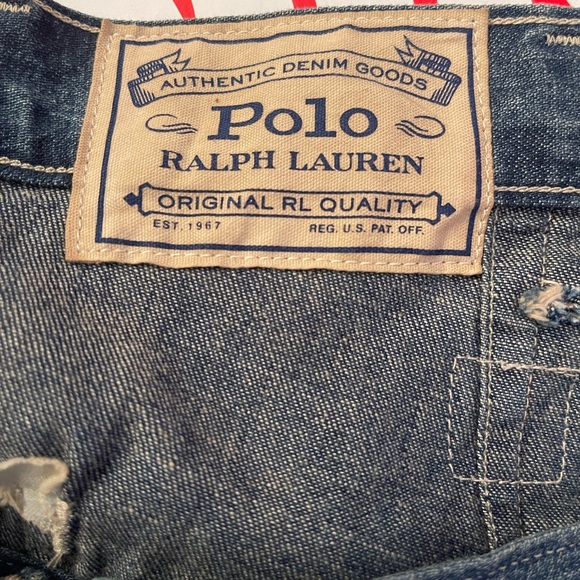 AUTHENTIC DENIM GOODS
Polo
RALPH LAUREN
ORIGINAL RL QUALITY
EST. 1967 REG. U.S. PAT. OFF.